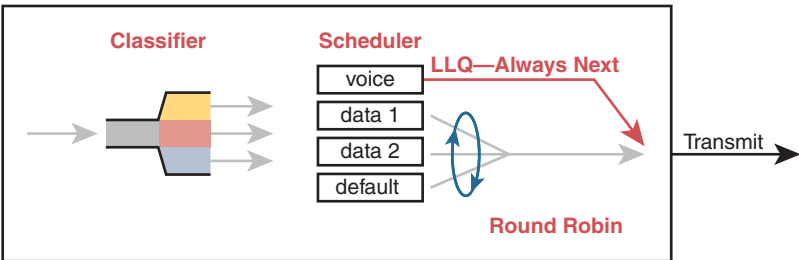 Classifier
Scheduler
LLQ—Always Next
voice
data 1
data 2
default
Transmit
Round Robin